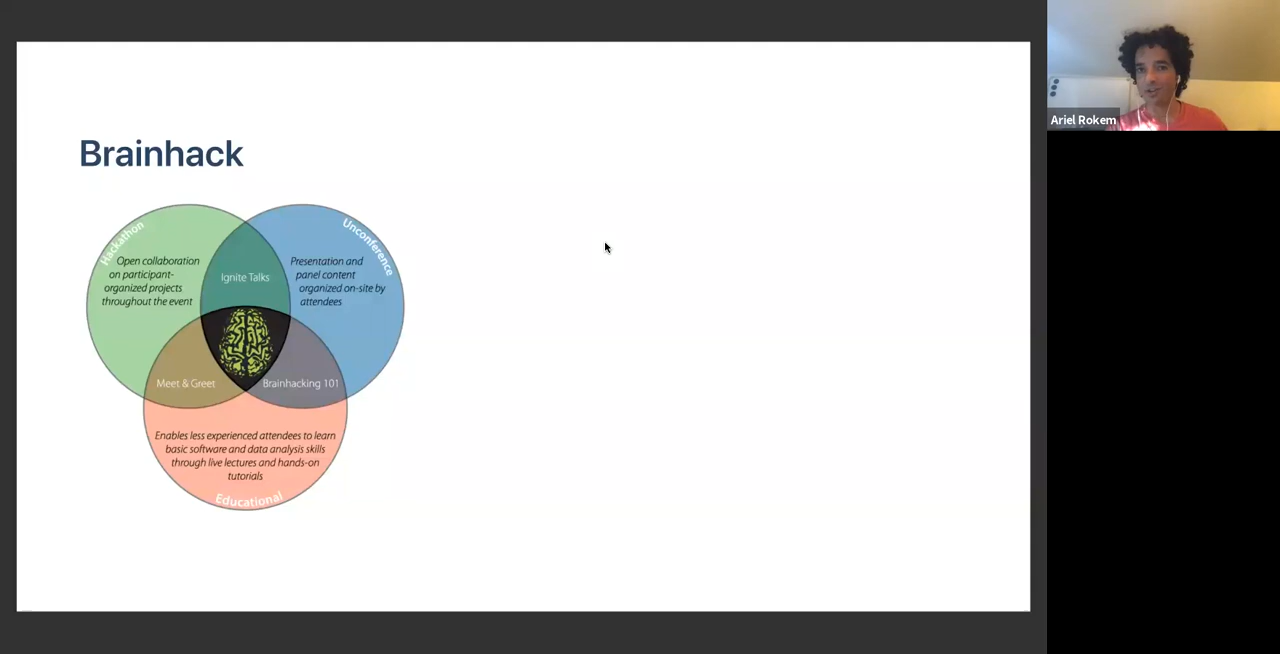 Brainhack
Hackathon
Open collaboration
on participant-
organized projects
throughout the event
Ignite Talks
Unconference
Presentation and
panel content
organized on-site by
attendees
Meet & Greet
Brainhacking 101
Enables less experienced attendees to learn
basic software and data analysis skills
through live lectures and hands-on
tutorials
Educational
Ariel Rokem